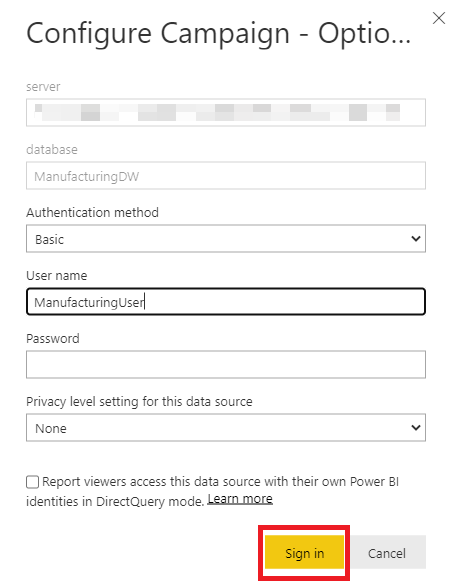 Configure Campaign - Optio...
server
database
ManufacturingDW
Authentication method
Basic
User name
ManufacturingUser
Password
Privacy level setting for this data source
None
Report viewers access this data source with their own Power BI
identities in DirectQuery mode. Learn more
Sign in Cancel